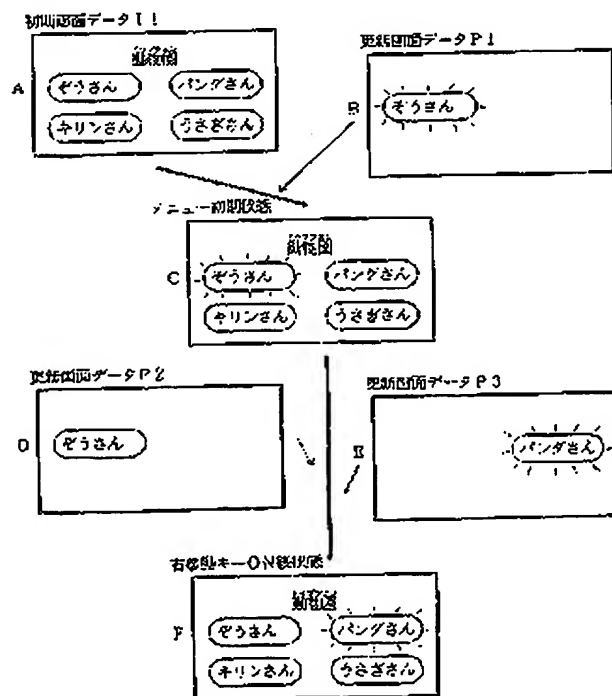 初期画面データI1
更新画面データP1
A
動物園
ぞうさん
パンダさん
キリンさん
うさぎさん
B
ぞうさん
メニュー初期状態
C
動物園
ぞうさん
パンダさん
キリンさん
うさぎさん
更新画面データP2
更新画面データP3
D
ぞうさん
E
パンダさん
右移動キーON後状態
F
動物園
ぞうさん
パンダさん
キリンさん
うさぎさん